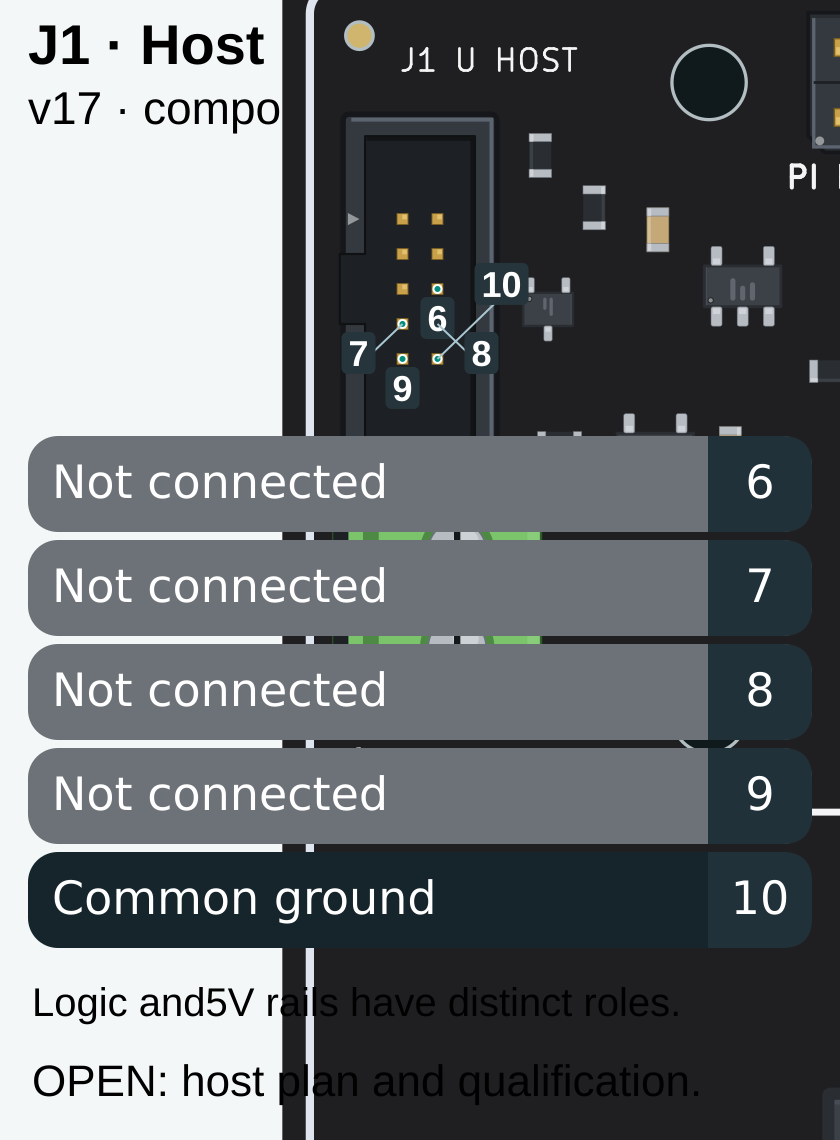 J1 · Host
v17 · compo
J1 U HOST
PI
10
6
7
8
9
Not connected 6
Not connected 7
Not connected 8
Not connected 9
Common ground 10
Logic and5V rails have distinct roles.
OPEN: host plan and qualification.